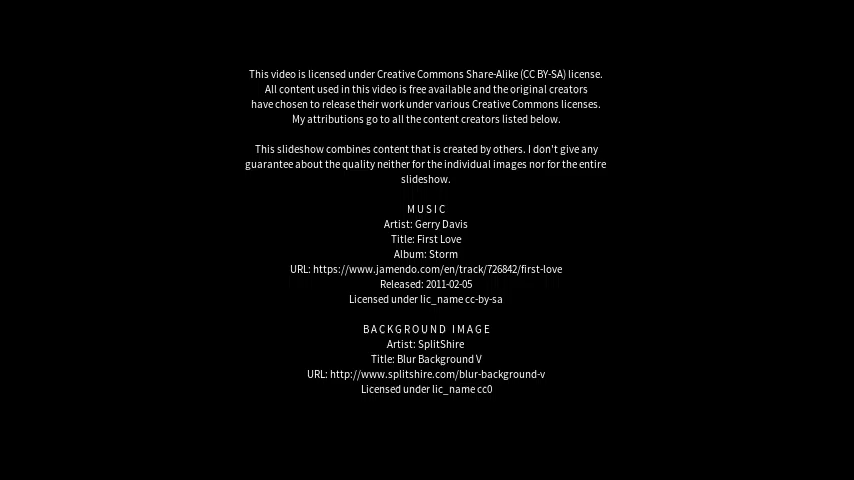 This video is licensed under Creative Commons Share-Alike (CC BY-SA) license.
All content used in this video is free available and the original creators
have chosen to release their work under various Creative Commons licenses.
My attributions go to all the content creators listed below.
This slideshow combines content that is created by others. I don't give any
guarantee about the quality neither for the individual images nor for the entire
slideshow.
MUSIC
Artist: Gerry Davis
Title: First Love
Album: Storm
URL: https://www.jamendo.com/en/track/726842/first-love
Released: 2011-02-05
Licensed under lic_name cc-by-sa
BACKGROUND IMAGE
Artist: SplitShire
Title: Blur Background V
URL: http://www.splitshire.com/blur-background-v
Licensed under lic_name cc0